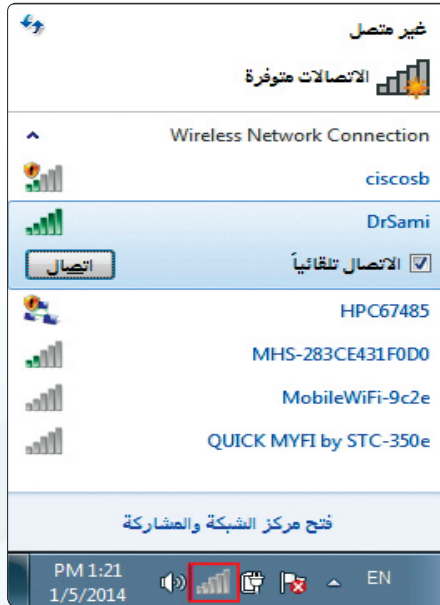 غير متصل
الاتصالات متوفرة
Wireless Network Connection
ciscosb
DrSami
الاتصال تلقائياً
اتصال
HPC67485
MHS-283CE431F0D0
MobileWiFi-9c2e
QUICK MYFI by STC-350e
فتح مركز الشبكة والمشاركة
EN
PM 1:21
1/5/2014